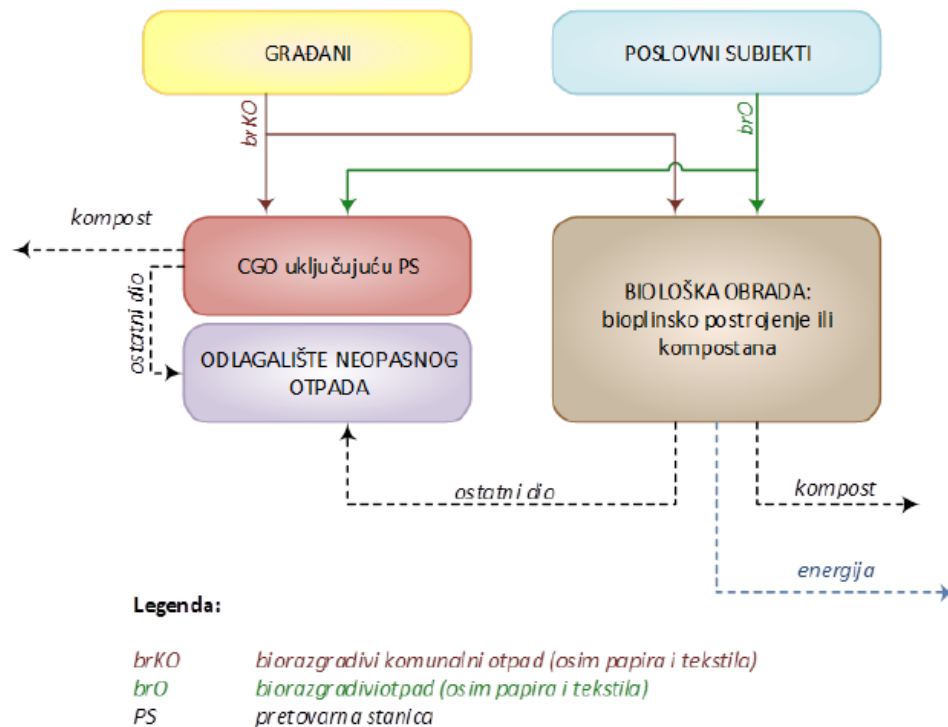 GRAĐANI
POSLOVNI SUBJEKTI
brKO
brO
kompost
CGO uključujuću PS
ostatni dio
ODLAGALIŠTE NEOPASNOG
OTPADA
BIOLOŠKA OBRADA:
bioplinsko postrojenje ili
kompostana
ostatni dio
kompost
energija
Legenda:
brKO biorazgradivi komunalni otpad (osim papira i tekstila)
brO biorazgradiviotpad (osim papira i tekstila)
PS pretovarna stanica